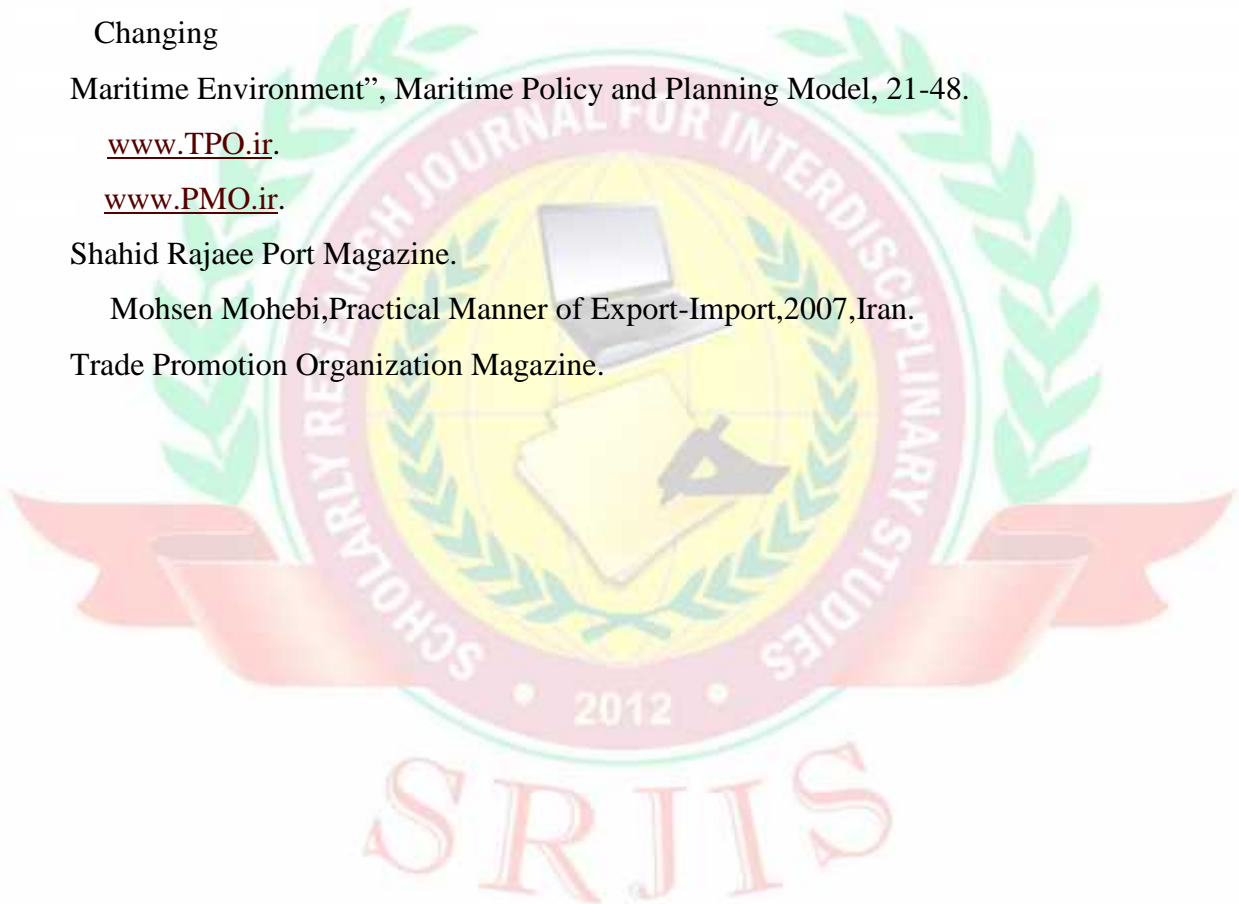 Changing
Maritime Environment”, Maritime Policy and Planning Model, 21-48.
www.TPO.ir.
www.PMO.ir.
Shahid Rajaee Port Magazine.
Mohsen Mohebi,Practical Manner of Export-Import,2007,Iran.
Trade Promotion Organization Magazine.
SCHOLARLY RESEARCH JOURNAL FOR INTERDISCIPLINARY STUDIES
• 2012 •
SRJIS